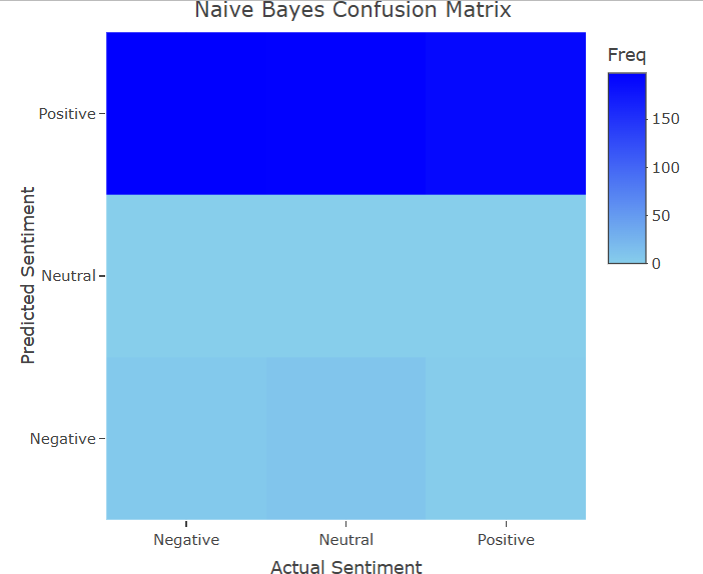 Naive Bayes Confusion Matrix
Freq
150
100
50
0
Positive
Neutral
Negative
Predicted Sentiment
Negative
Neutral
Positive
Actual Sentiment